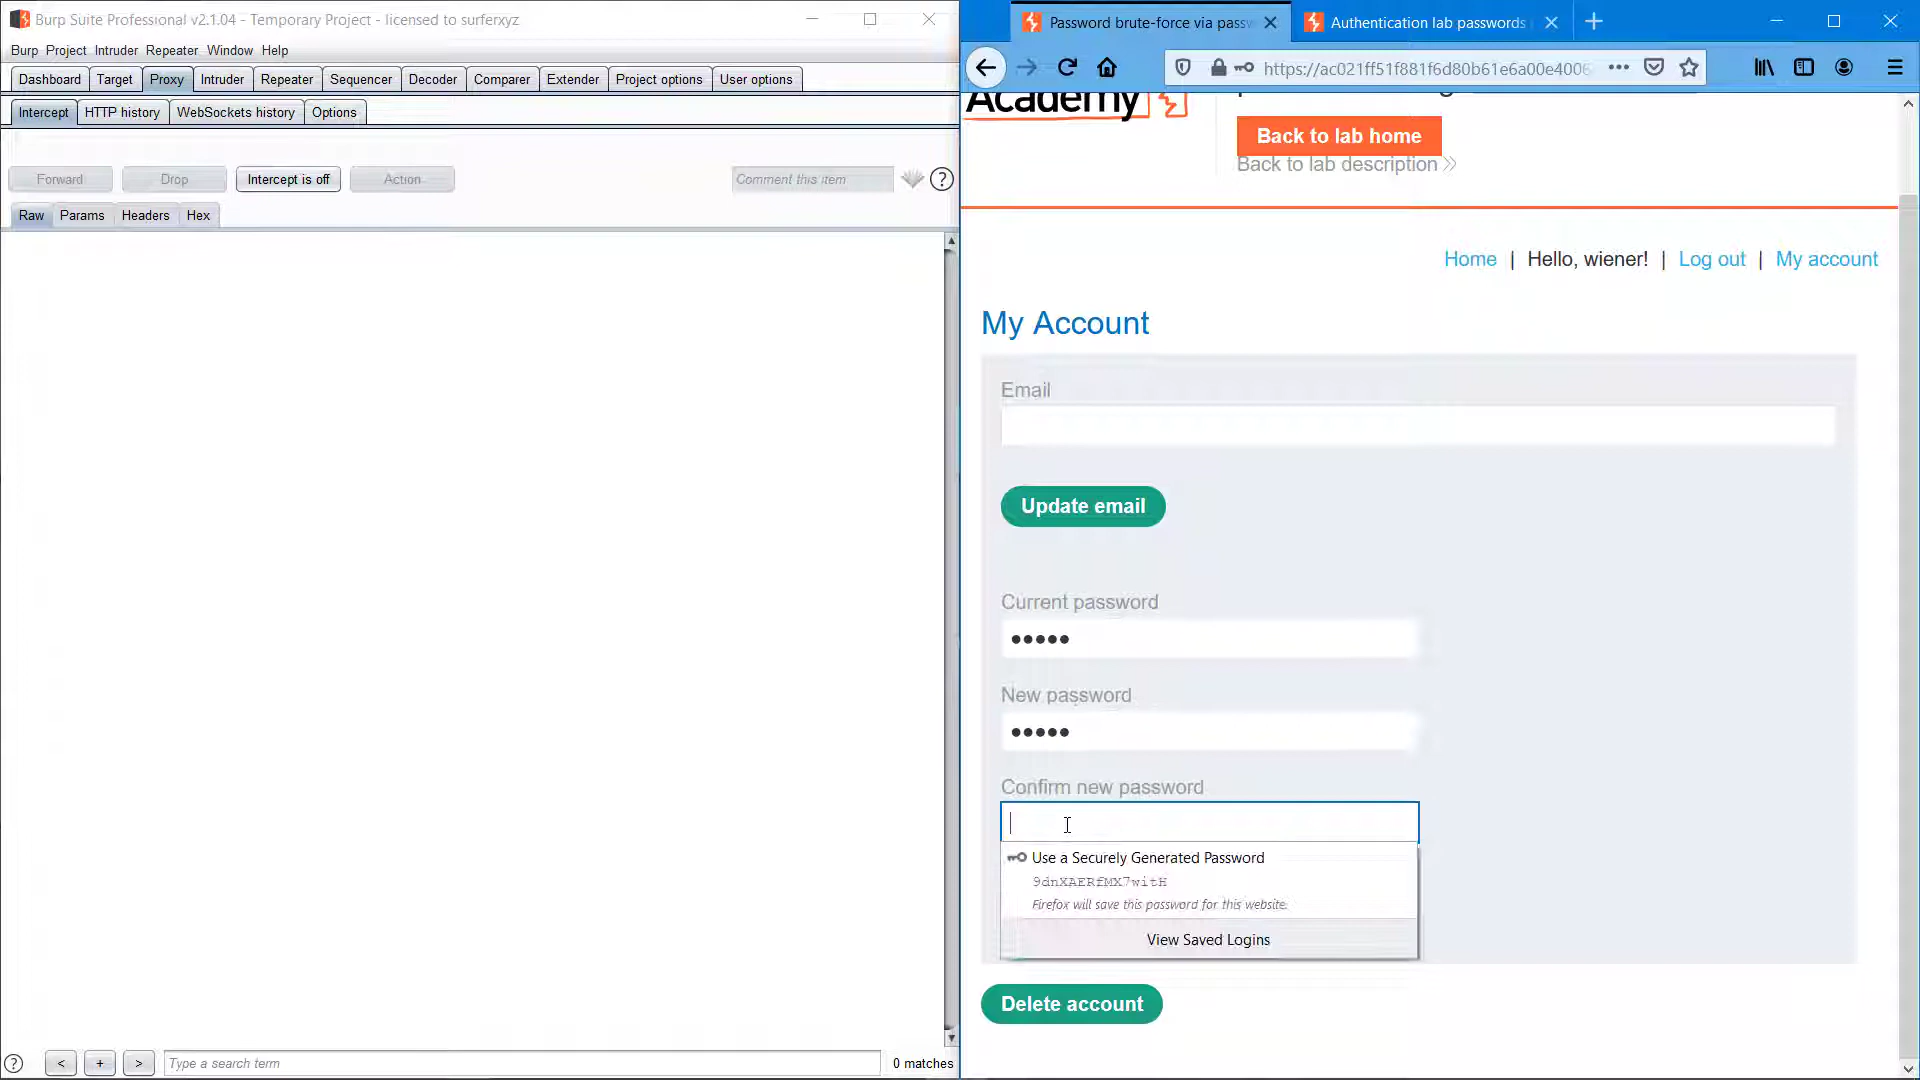 Burp Suite Professional v2.1.04 - Temporary Project - licensed to surferxyz
Burp Project Intruder Repeater Window Help
Dashboard Target Proxy Intruder Repeater Sequencer Decoder Comparer Extender Project options User options
Intercept HTTP history WebSockets history Options
Forward Drop Intercept is off Action Comment this item ?
Raw Params Headers Hex
? < + > Type a search term 0 matches
Password brute-force via passw Authentication lab passwords
https://ac021ff51f881f6d80b61e6a00e4006
Academy
Back to lab home
Back to lab description
Home | Hello, wiener! | Log out | My account
My Account
Email
Update email
Current password
●●●●●
New password
●●●●●
Confirm new password
Use a Securely Generated Password
9dnXAERfMX7witH
Firefox will save this password for this website.
View Saved Logins
Delete account